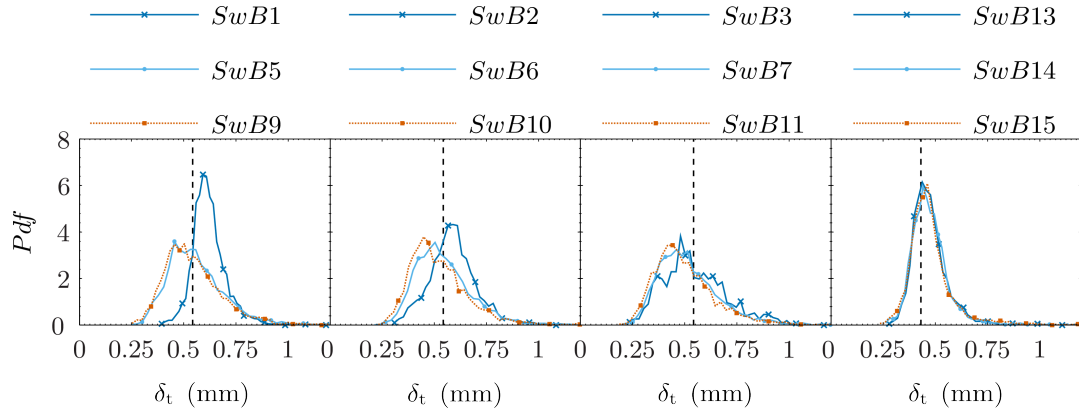 SwB1 SwB2 SwB3 SwB13
SwB5 SwB6 SwB7 SwB14
SwB9 SwB10 SwB11 SwB15
8
6
4
2
0
Pdf
0 0.25 0.5 0.75 1 0 0.25 0.5 0.75 1 0 0.25 0.5 0.75 1 0 0.25 0.5 0.75 1
δt (mm) δt (mm) δt (mm) δt (mm)